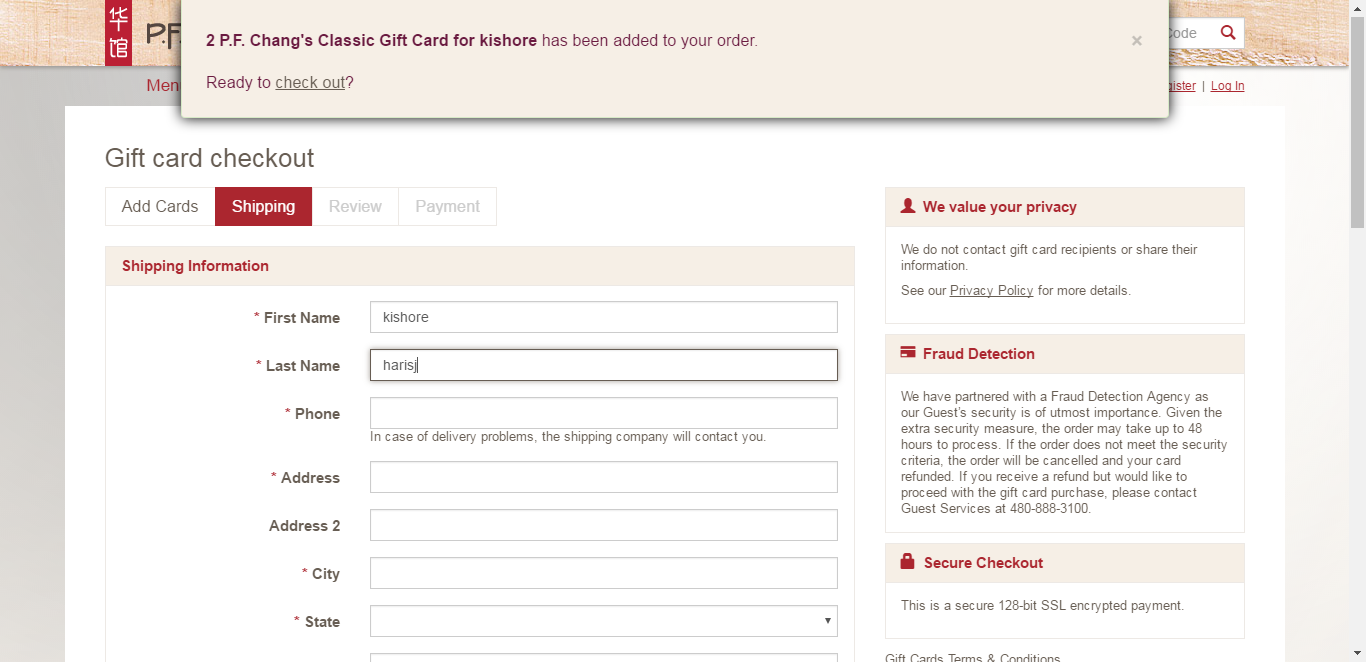 华
馆
P.F.
2 P.F. Chang's Classic Gift Card for kishore has been added to your order.
×
Ready to check out?
Code
Men
gister | Log In
Gift card checkout
Add Cards
Shipping
Review
Payment
Shipping Information
* First Name
kishore
* Last Name
harisj
* Phone
In case of delivery problems, the shipping company will contact you.
* Address
Address 2
* City
* State
We value your privacy
We do not contact gift card recipients or share their
information.
See our Privacy Policy for more details.
Fraud Detection
We have partnered with a Fraud Detection Agency as
our Guest's security is of utmost importance. Given the
extra security measure, the order may take up to 48
hours to process. If the order does not meet the security
criteria, the order will be cancelled and your card
refunded. If you receive a refund but would like to
proceed with the gift card purchase, please contact
Guest Services at 480-888-3100.
Secure Checkout
This is a secure 128-bit SSL encrypted payment.
Gift Cards Terms & Conditions